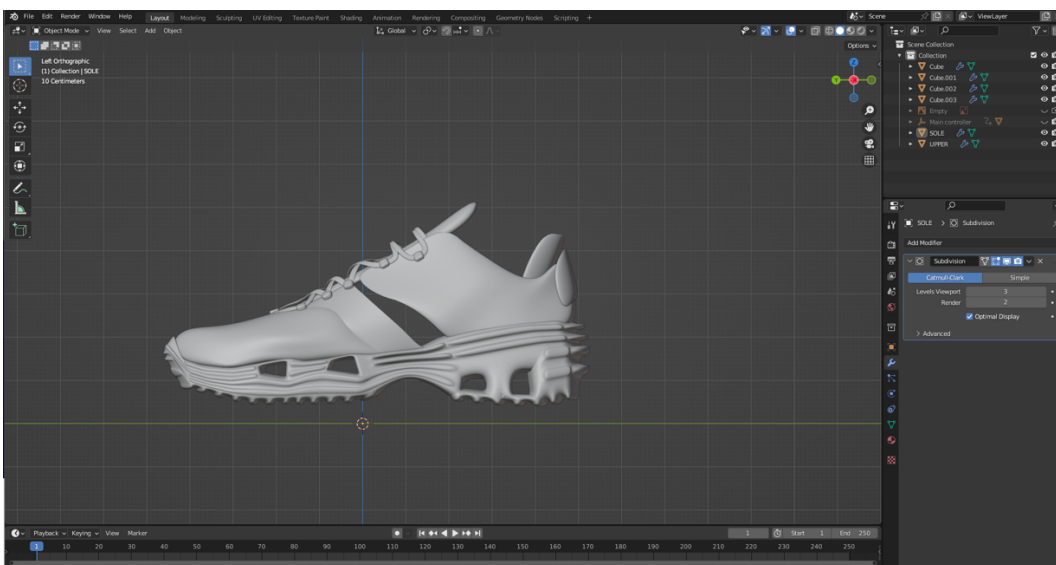 File Edit Render Window Help Layout Modeling Sculpting UV Editing Texture Paint Shading Animation Rendering Compositing Geometry Nodes Scripting + Scene ViewLayer
Object Mode View Select Add Object Global
Options
Left Orthographic
(1) Collection | SOLE
10 Centimeters
Z
Y
Scene Collection
Collection
Cube
Cube.001
Cube.002
Cube.003
Empty
Main controller
SOLE
UPPER
SOLE > Subdivision
Add Modifier
Subdivision
Catmull-Clark Simple
Levels Viewport 3
Render 2
Optimal Display
Advanced
Playback Keying View Marker 1 Start 1 End 250
1 10 20 30 40 50 60 70 80 90 100 110 120 130 140 150 160 170 180 190 200 210 220 230 240 250